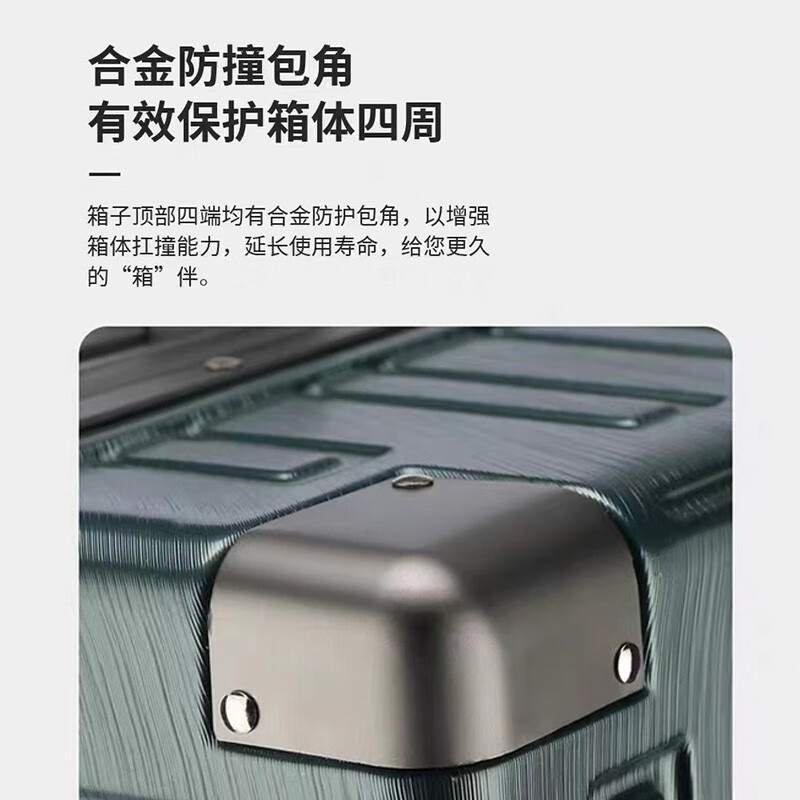 合金防撞包角
有效保护箱体四周
箱子顶部四端均有合金防护包角，以增强
箱体扛撞能力，延长使用寿命，给您更久
的“箱”伴。